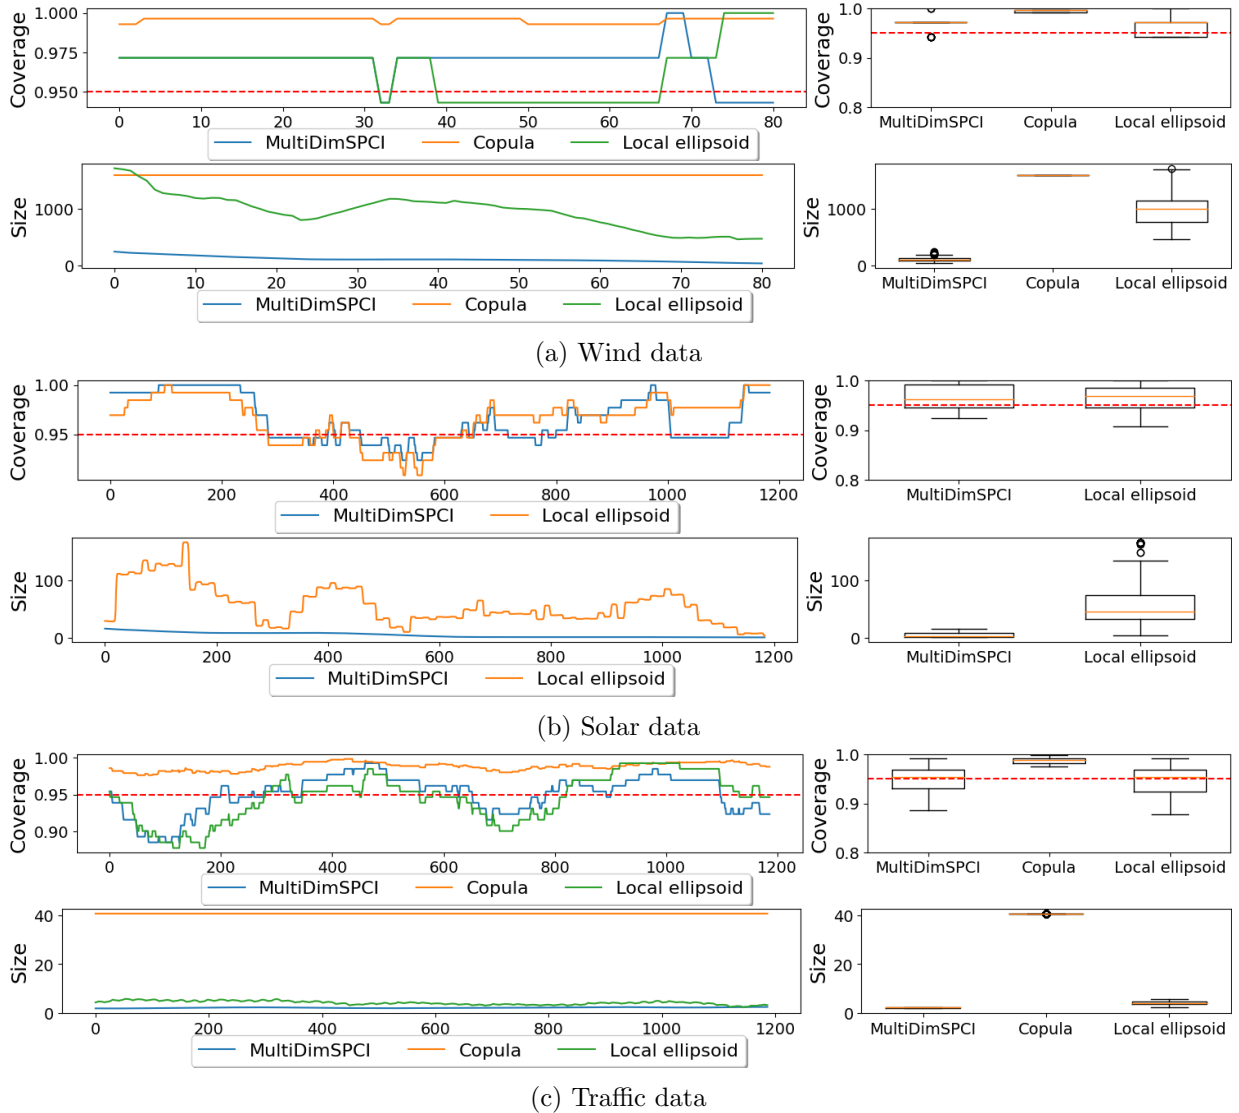 Coverage
1.000
0.975
0.950
0 10 20 30 40 50 60 70 80
MultiDimSPCI Copula Local ellipsoid
Coverage
1.0
0.9
0.8
MultiDimSPCI Copula Local ellipsoid
Size
1000
0
0 10 20 30 40 50 60 70 80
MultiDimSPCI Copula Local ellipsoid
Size
1000
0
MultiDimSPCI Copula Local ellipsoid
(a) Wind data
Coverage
1.00
0.95
0 200 400 600 800 1000 1200
MultiDimSPCI Local ellipsoid
Coverage
1.0
0.9
0.8
MultiDimSPCI Local ellipsoid
Size
100
0
0 200 400 600 800 1000 1200
MultiDimSPCI Local ellipsoid
Size
100
0
MultiDimSPCI Local ellipsoid
(b) Solar data
Coverage
1.00
0.95
0.90
0 200 400 600 800 1000 1200
MultiDimSPCI Copula Local ellipsoid
Coverage
1.0
0.9
0.8
MultiDimSPCI Copula Local ellipsoid
Size
40
20
0
0 200 400 600 800 1000 1200
MultiDimSPCI Copula Local ellipsoid
Size
40
20
0
MultiDimSPCI Copula Local ellipsoid
(c) Traffic data